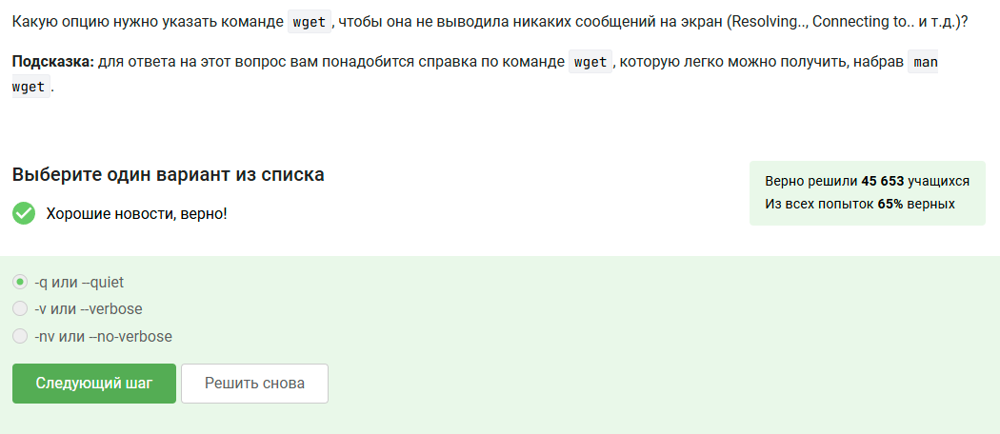 Какую опцию нужно указать команде wget, чтобы она не выводила никаких сообщений на экран (Resolving.., Connecting to.. и т.д.)?
Подсказка: для ответа на этот вопрос вам понадобится справка по команде wget, которую легко можно получить, набрав man
wget.
Выберите один вариант из списка
Верно решили 45 653 учащихся
Из всех попыток 65% верных
Хорошие новости, верно!
-q или --quiet
-v или --verbose
-nv или --no-verbose
Следующий шаг
Решить снова